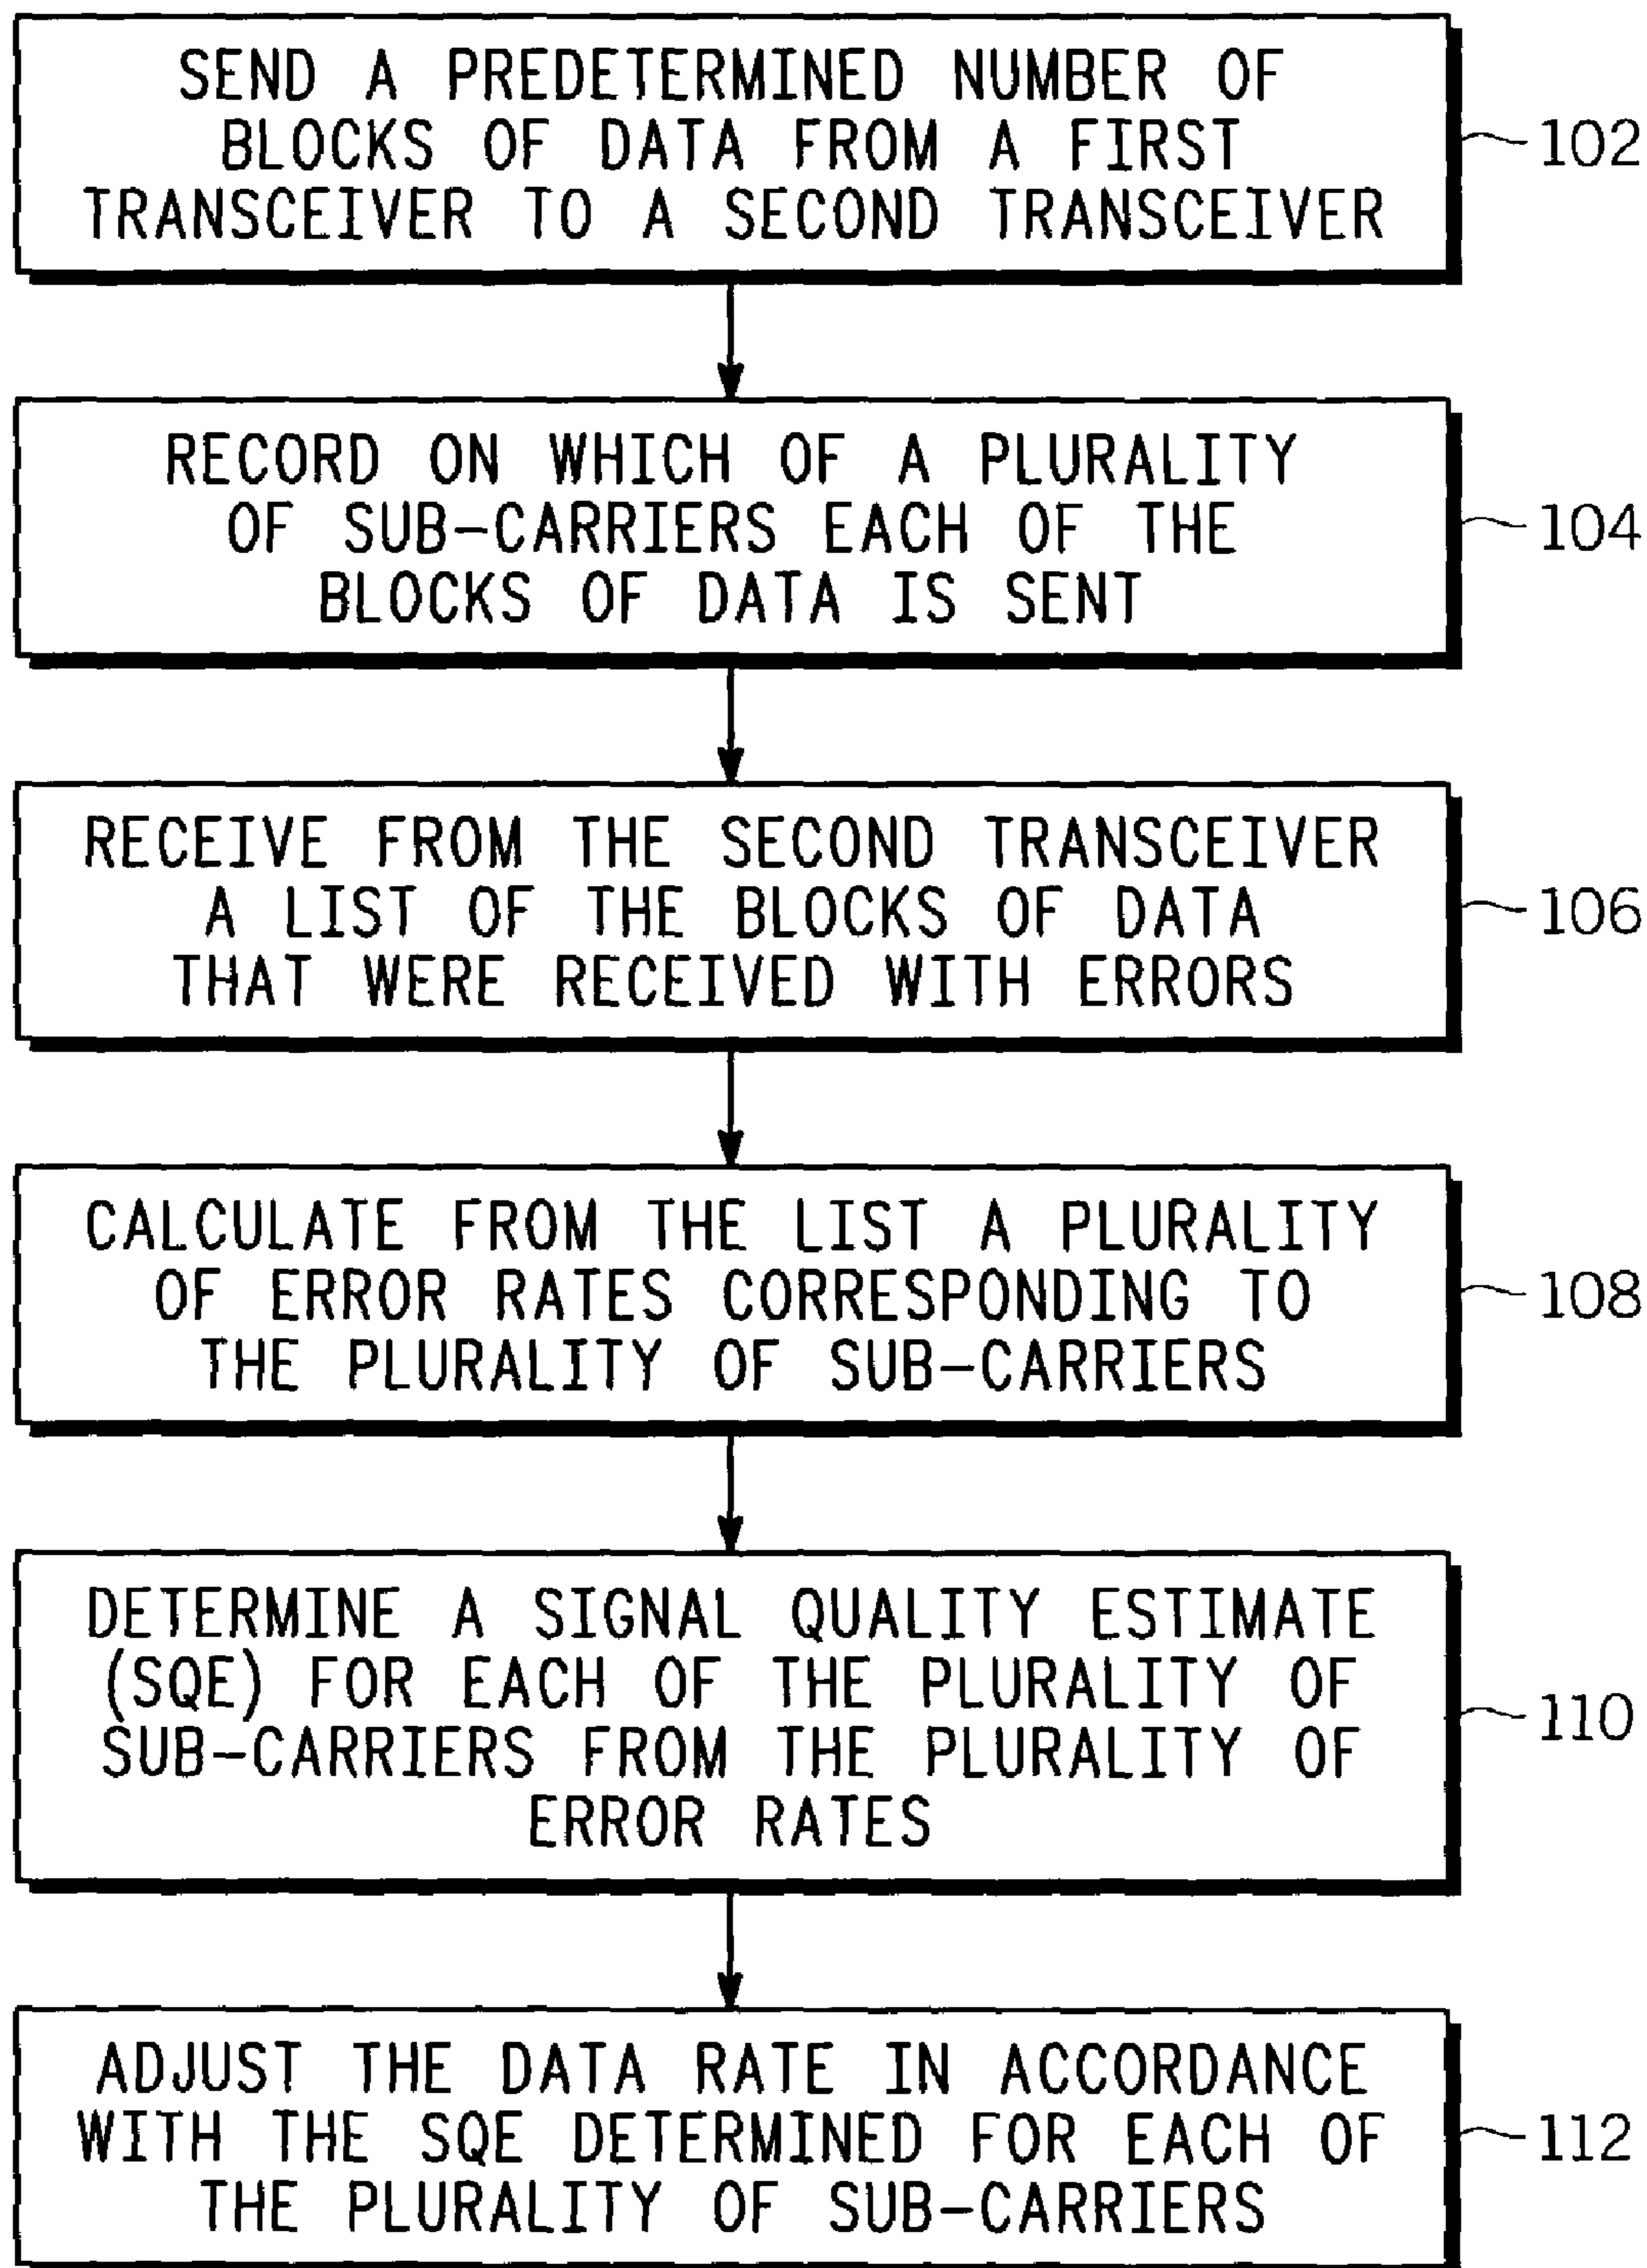 SEND A PREDETERMINED NUMBER OF
BLOCKS OF DATA FROM A FIRST
TRANSCEIVER TO A SECOND TRANSCEIVER
102
RECORD ON WHICH OF A PLURALITY
OF SUB-CARRIERS EACH OF THE
BLOCKS OF DATA IS SENT
104
RECEIVE FROM THE SECOND TRANSCEIVER
A LIST OF THE BLOCKS OF DATA
THAT WERE RECEIVED WITH ERRORS
106
CALCULATE FROM THE LIST A PLURALITY
OF ERROR RATES CORRESPONDING TO
THE PLURALITY OF SUB-CARRIERS
108
DETERMINE A SIGNAL QUALITY ESTIMATE
(SQE) FOR EACH OF THE PLURALITY OF
SUB-CARRIERS FROM THE PLURALITY OF
ERROR RATES
110
ADJUST THE DATA RATE IN ACCORDANCE
WITH THE SQE DETERMINED FOR EACH OF
THE PLURALITY OF SUB-CARRIERS
112